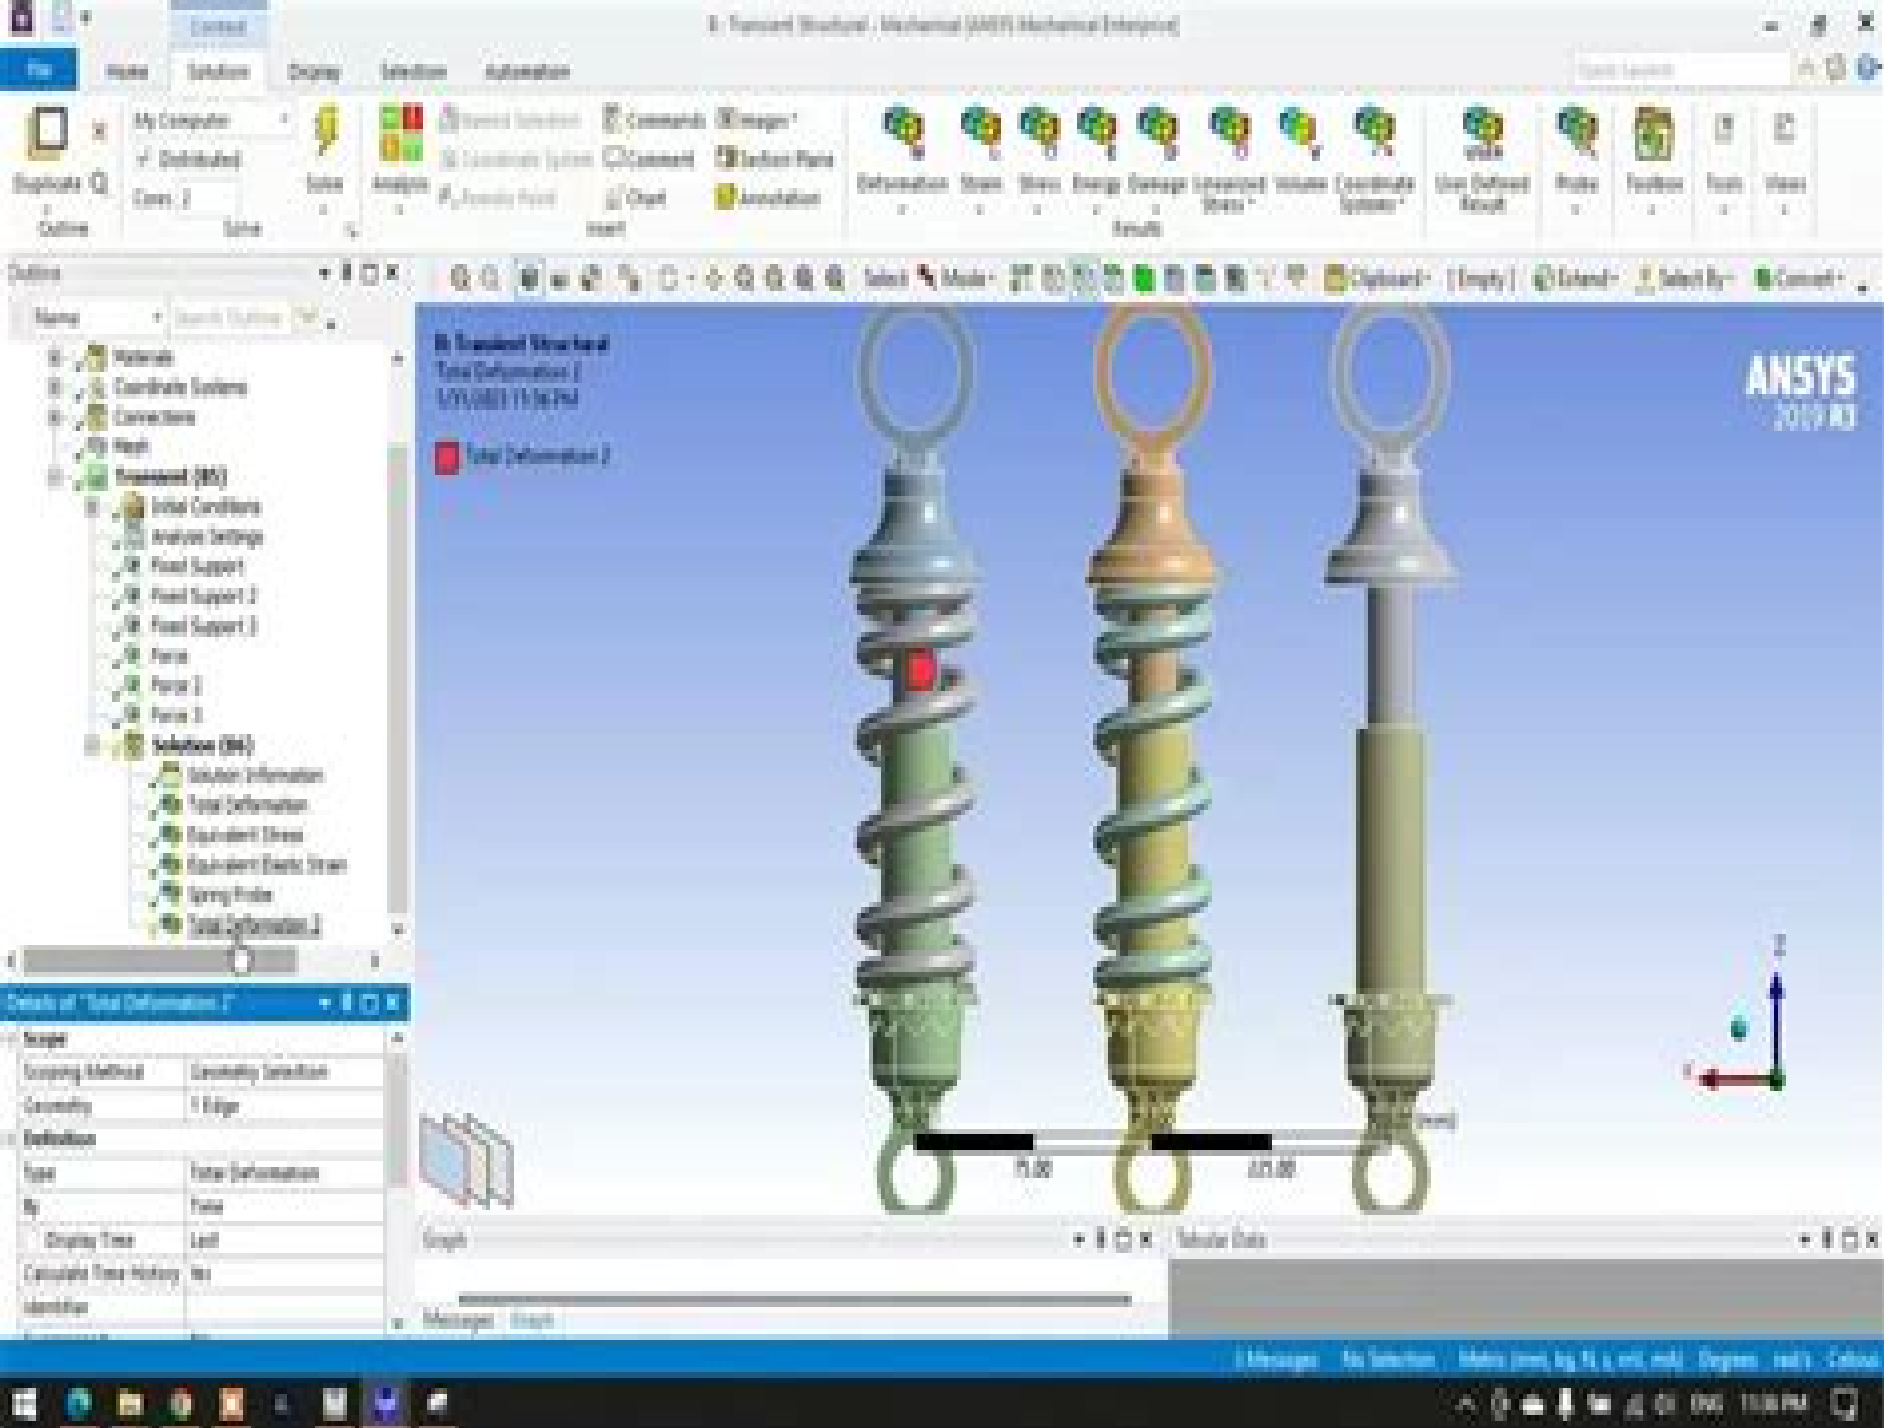 B: Transient Structural - Mechanical [ANSYS Mechanical Enterprise]
Context
File Home Solution Display Selection Automation
My Computer
Distributed
Cores 2
Duplicate
Solve
Analysis
Named Selection
Coordinate System
Remote Point
Commands
Comment
Chart
Images
Section Plane
Annotation
Deformation Strain Stress Energy Damage Linearized Stress Volume Coordinate Systems User Defined Result Probe Toolbox Tools Views
Outline Solve Insert Results
Outline
Select Mode Clipboard [Empty] Extend Select By Convert
Name Search Outline
Materials
Coordinate Systems
Connections
Mesh
Transient (B5)
Initial Conditions
Analysis Settings
Fixed Support
Fixed Support 2
Fixed Support 3
Force
Force 2
Force 3
Solution (B6)
Solution Information
Total Deformation
Equivalent Stress
Equivalent Elastic Strain
Spring Probe
Total Deformation 2
B: Transient Structural
Total Deformation 2
Total Deformation 2
ANSYS
2019 R3
Z
(mm)
75.00 225.00
Details of "Total Deformation 2"
Scope
Scoping Method Geometry Selection
Geometry 1 Edge
Definition
Type Total Deformation
By Time
Display Time Last
Calculate Time History Yes
Identifier
Graph
Tabular Data
Messages Graph
No Selection Metric (mm, kg, N, s, mV, mA) Degrees rad/s Celsius
ENG